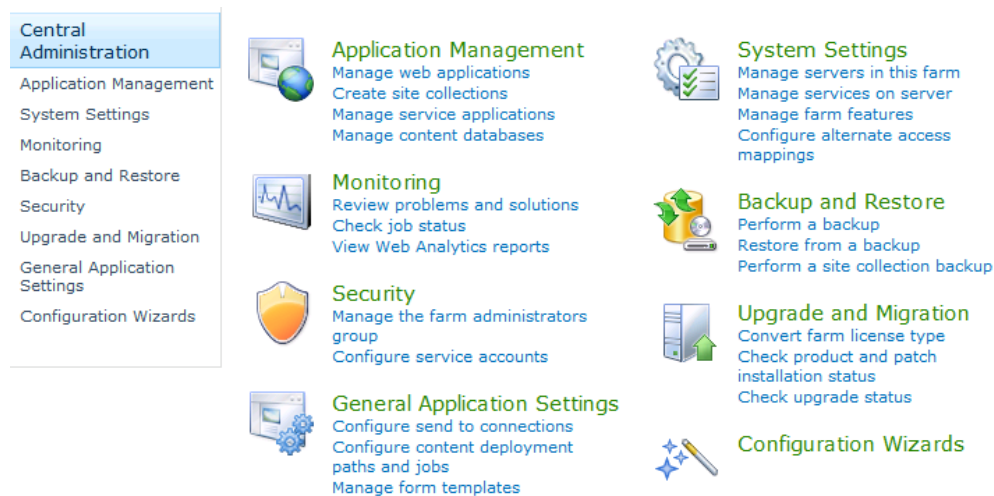 Central
Administration
Application Management
System Settings
Monitoring
Backup and Restore
Security
Upgrade and Migration
General Application
Settings
Configuration Wizards
Application Management
Manage web applications
Create site collections
Manage service applications
Manage content databases
Monitoring
Review problems and solutions
Check job status
View Web Analytics reports
Security
Manage the farm administrators
group
Configure service accounts
General Application Settings
Configure send to connections
Configure content deployment
paths and jobs
Manage form templates
System Settings
Manage servers in this farm
Manage services on server
Manage farm features
Configure alternate access
mappings
Backup and Restore
Perform a backup
Restore from a backup
Perform a site collection backup
Upgrade and Migration
Convert farm license type
Check product and patch
installation status
Check upgrade status
Configuration Wizards